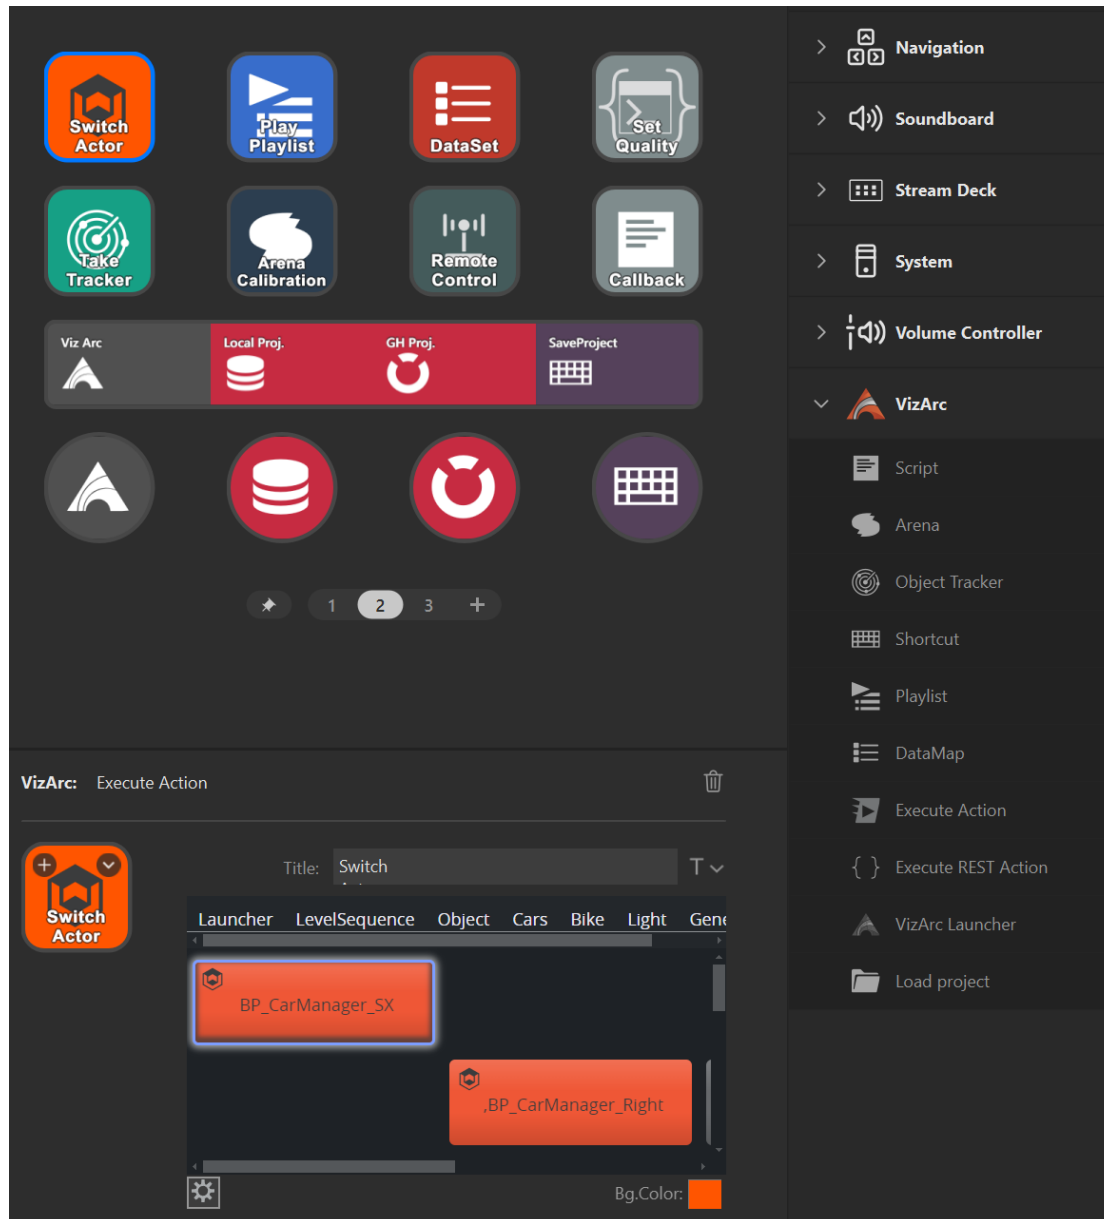 Switch
Actor
Play
Playlist
DataSet
Set
Quality
Take
Tracker
Arena
Calibration
Remote
Control
Callback
Viz Arc
Local Proj.
GH Proj.
SaveProject
1 2 3 +
VizArc: Execute Action
Switch
Actor
Title: Switch
T
Launcher LevelSequence Object Cars Bike Light Gene
BP_CarManager_SX
,BP_CarManager_Right
Bg.Color:
Navigation
Soundboard
Stream Deck
System
Volume Controller
VizArc
Script
Arena
Object Tracker
Shortcut
Playlist
DataMap
Execute Action
Execute REST Action
VizArc Launcher
Load project